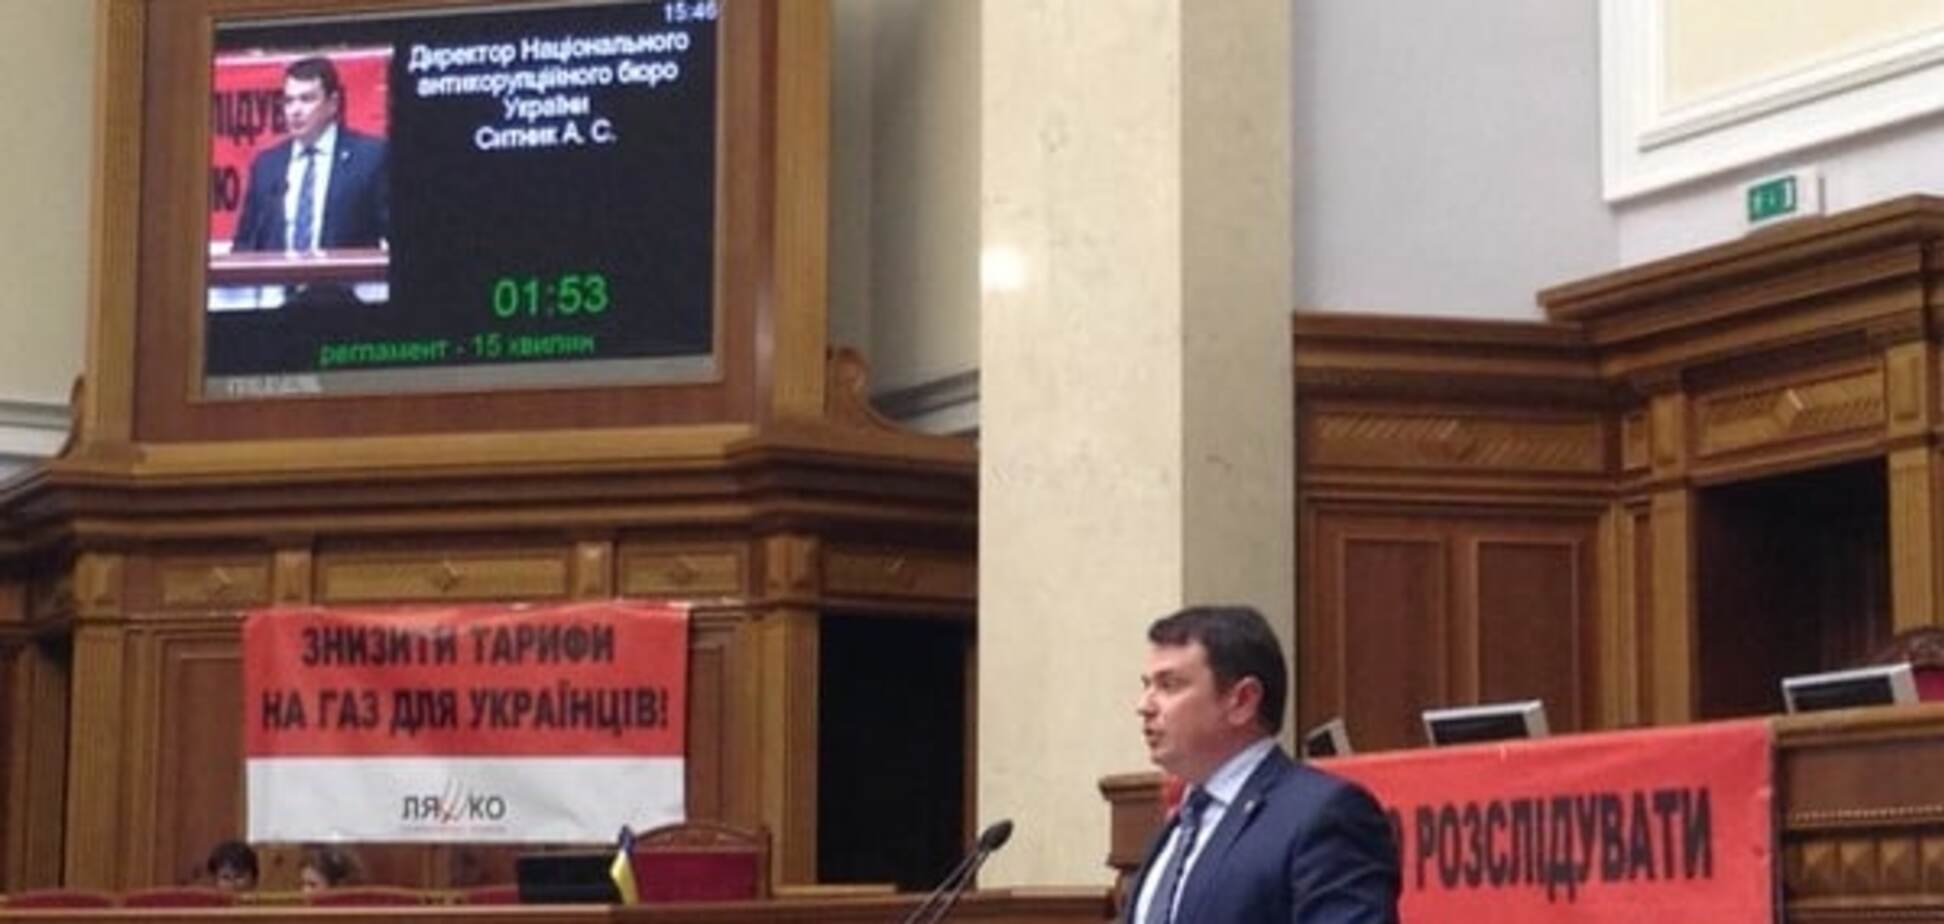 15:46
Директор Національного
антикорупційного бюро
України
Ситник А. С.
01:53
регламент - 15 хвилин
ЗНИЗИТИ ТАРИФИ
НА ГАЗ ДЛЯ УКРАЇНЦІВ!
ЛЯШКО
РОЗСЛІДУВАТИ